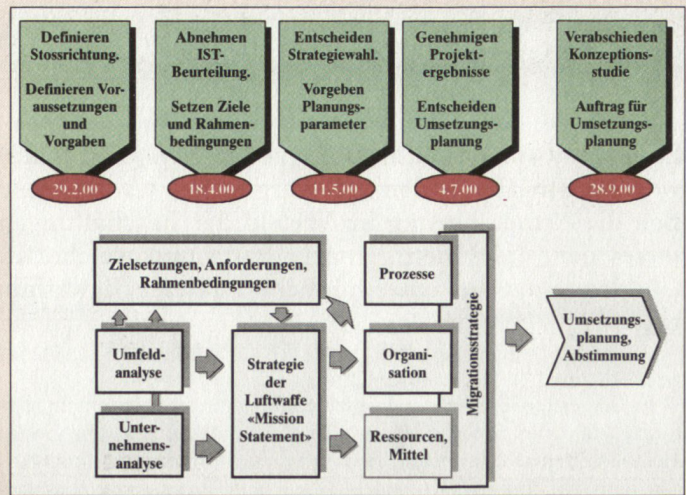 Definieren
Stossrichtung.
Definieren Vor-
aussetzungen
und
Vorgaben
29.2.00
Abnehmen
IST-
Beurteilung.
Setzen Ziele
und Rahmen-
bedingungen
18.4.00
Entscheiden
Strategiewahl.
Vorgeben
Planungs-
parameter
11.5.00
Genehmigen
Projekt-
ergebnisse
Entscheiden
Umsetzungs-
planung
4.7.00
Verabschieden
Konzeptions-
studie
Auftrag für
Umsetzungs-
planung
28.9.00
Zielsetzungen, Anforderungen,
Rahmenbedingungen
Umfeld-
analyse
Unter-
nehmens-
analyse
Strategie
der
Luftwaffe
«Mission
Statement»
Prozesse
Organi-
sation
Ressourcen,
Mittel
Migrationsstrategie
Umsetzungs-
planung,
Abstimmung